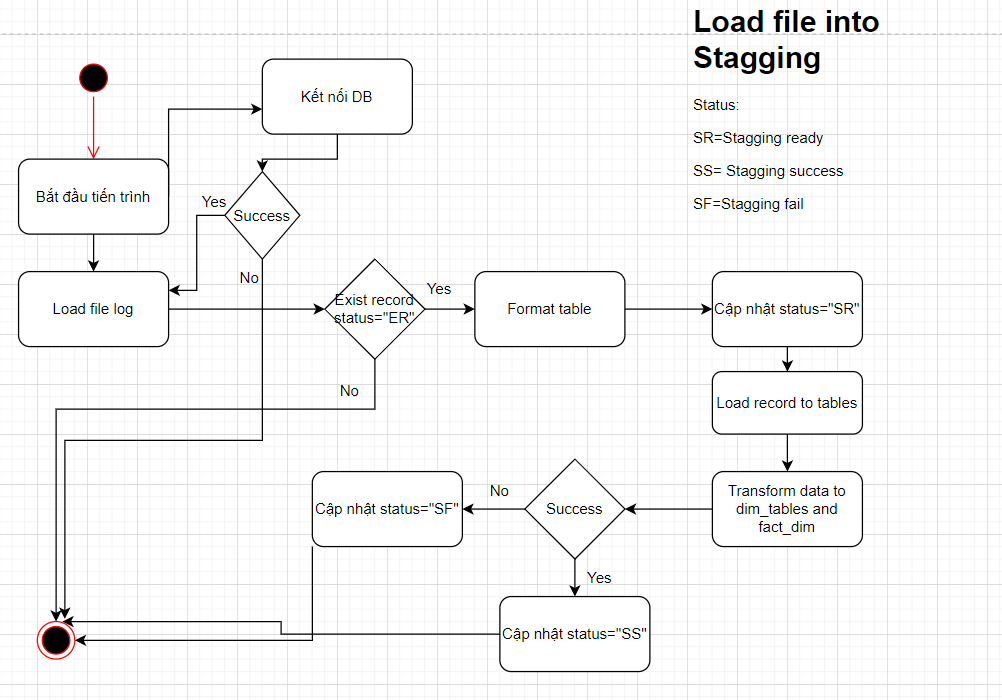 Load file into
Stagging
Status:
SR=Stagging ready
SS= Stagging success
SF=Stagging fail
Kết nối DB
Bắt đầu tiến trình
Yes
Success
No
Load file log
Exist record
status="ER"
Yes
No
Format table
Cập nhật status="SR"
Load record to tables
Transform data to
dim_tables and
fact_dim
Success
No
Cập nhật status="SF"
Yes
Cập nhật status="SS"